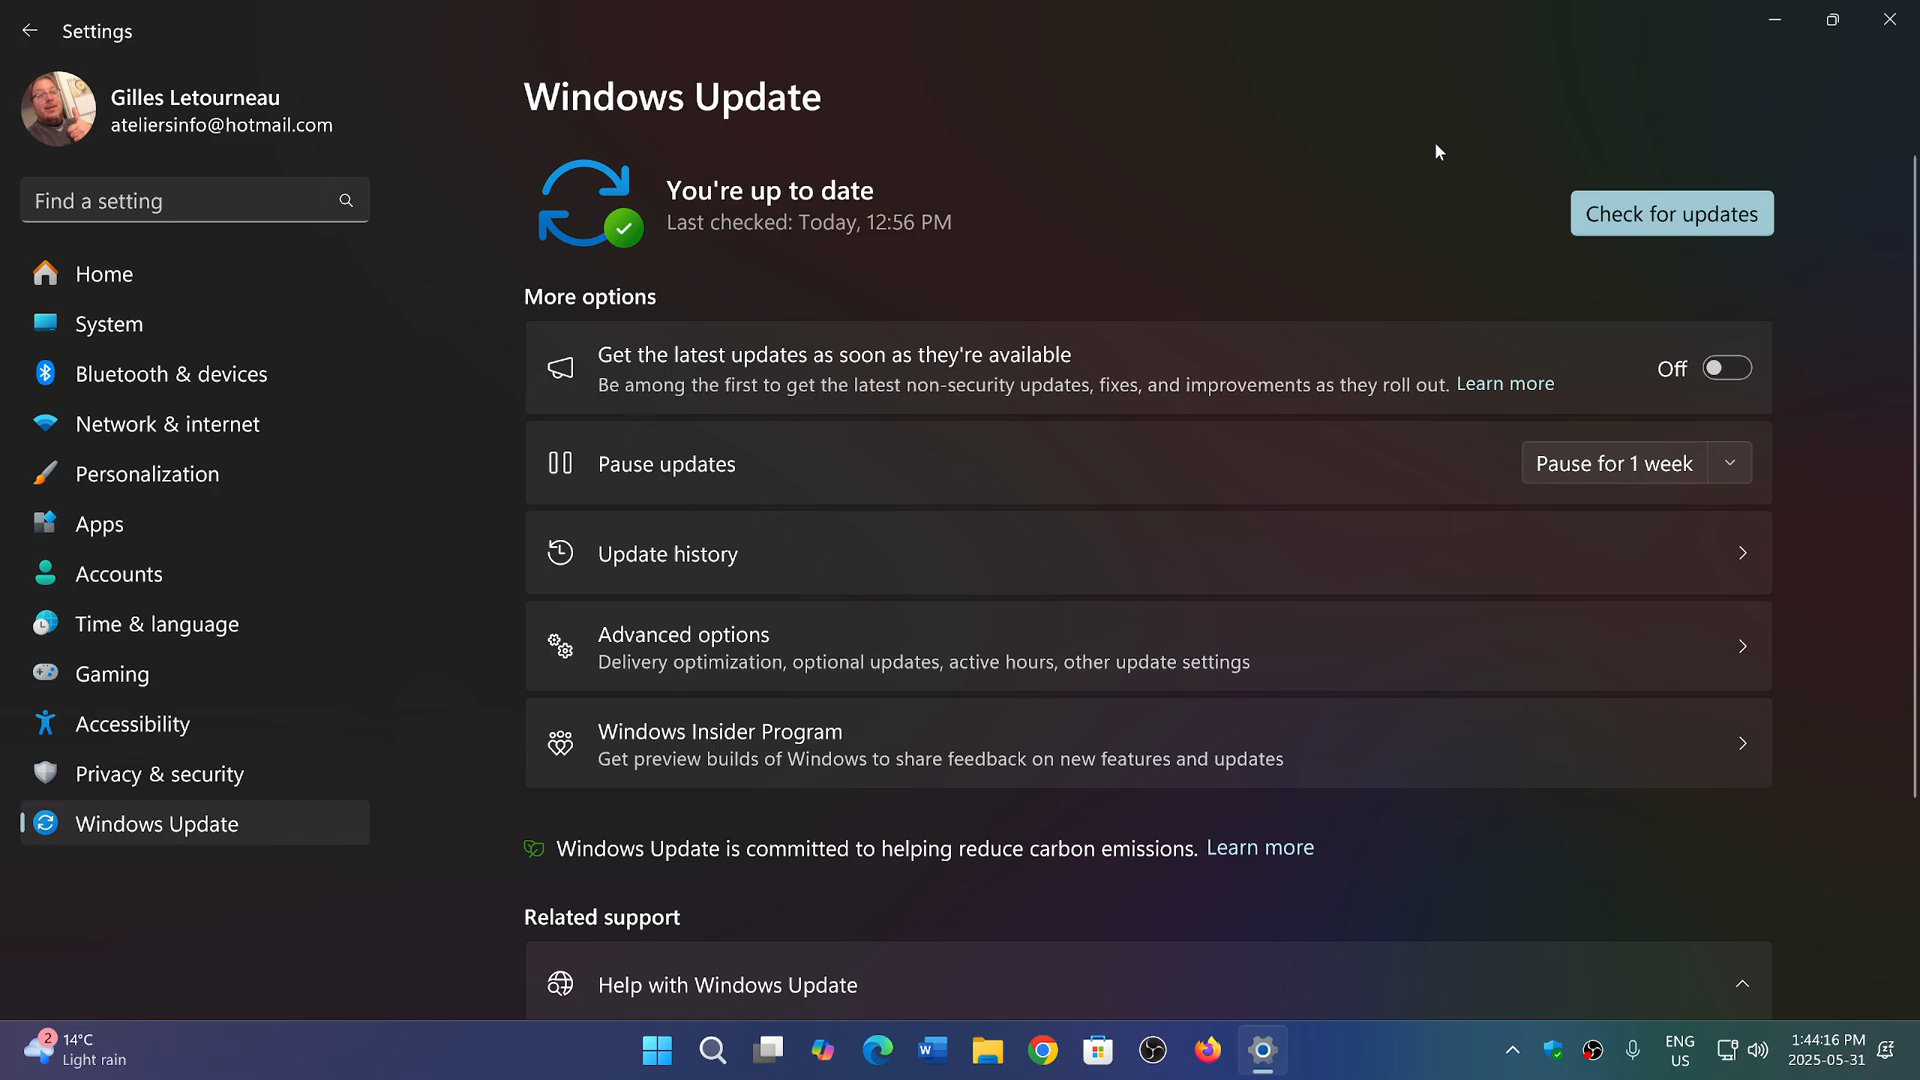 Settings
Gilles Letourneau
ateliersinfo@hotmail.com
Find a setting
Home
System
Bluetooth & devices
Network & internet
Personalization
Apps
Accounts
Time & language
Gaming
Accessibility
Privacy & security
Windows Update
Windows Update
You're up to date
Last checked: Today, 12:56 PM
Check for updates
More options
Get the latest updates as soon as they're available
Be among the first to get the latest non-security updates, fixes, and improvements as they roll out. Learn more
Off
Pause updates
Pause for 1 week
Update history
Advanced options
Delivery optimization, optional updates, active hours, other update settings
Windows Insider Program
Get preview builds of Windows to share feedback on new features and updates
Windows Update is committed to helping reduce carbon emissions. Learn more
Related support
Help with Windows Update
2
14°C
Light rain
W
ENG
US
1:44:16 PM
2025-05-31